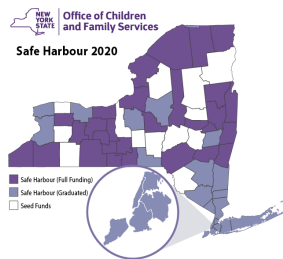 NEW
YORK
STATE
Office of Children
and Family Services
Safe Harbour 2020
Safe Harbour (Full Funding)
Safe Harbour (Graduated)
Seed Funds